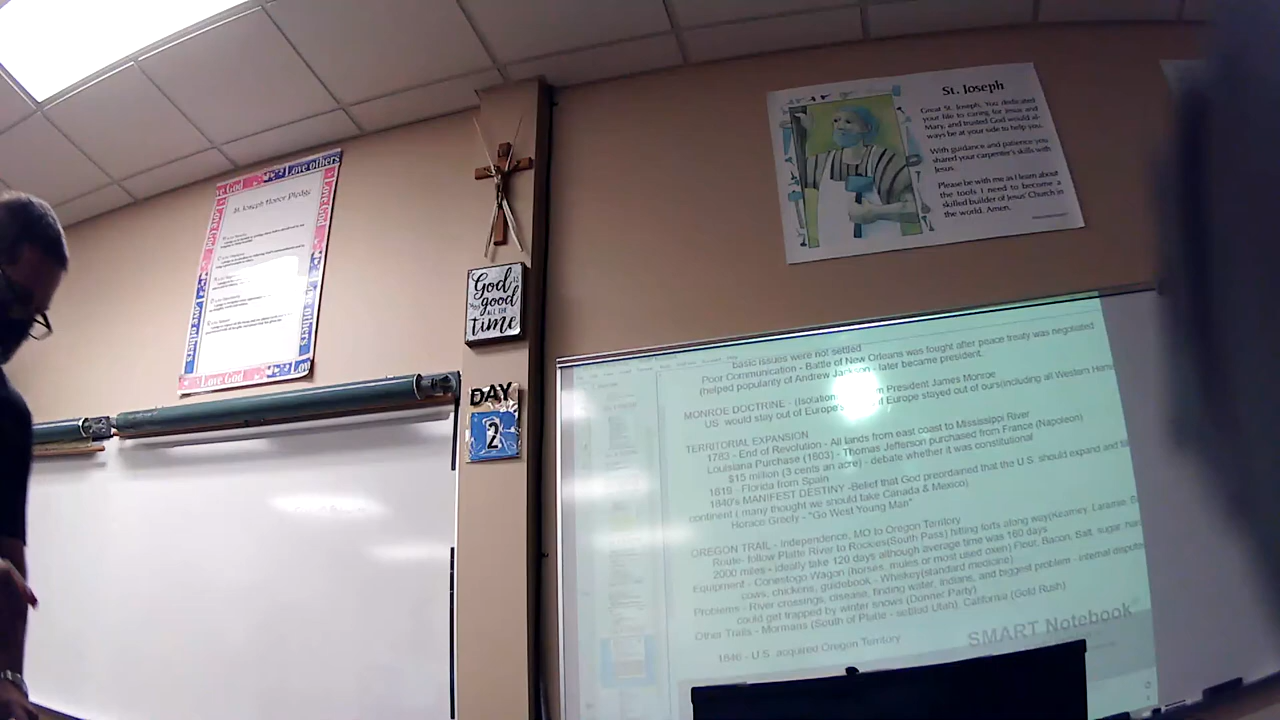 Love God
Love others
St. Joseph Honor Pledge
Love God
Love others
Love God
Love others
God is
good
ALL THE
time
DAY
2
St. Joseph
Great St. Joseph, You dedicated
your life to caring for Jesus and
Mary, and trusted God would al-
ways be at your side to help you.
With guidance and patience you
shared your carpenter's skills with
Jesus.
Please be with me as I learn about
the tools I need to become a
skilled builder of Jesus' Church in
the world. Amen.
basic issues were not settled
Poor Communication - Battle of New Orleans was fought after peace treaty was negotiated
(helped popularity of Andrew Jackson - later became president.
MONROE DOCTRINE - (Isolation President James Monroe
US would stay out of Europe's of Europe stayed out of ours(including all Western Hem
TERRITORIAL EXPANSION
1783 - End of Revolution - All lands from east coast to Mississippi River
Louisiana Purchase (1803) - Thomas Jefferson purchased from France (Napoleon)
$15 million (3 cents an acre) - debate whether it was constitutional
1819 - Florida from Spain
1840's MANIFEST DESTINY -Belief that God preordained that the U.S. should expand and
continent ( many thought we should take Canada & Mexico)
Horace Greely - "Go West Young Man"
OREGON TRAIL - Independence, MO to Oregon Territory
Route- follow Platte River to Rockies(South Pass) hitting forts along way(Kearney, Laramie,
2000 miles - ideally take 120 days although average time was 160 days
Equipment - Conestogo Wagon (horses, mules or most used oxen) Flour, Bacon, Salt, sugar
cows, chickens, guidebook - Whiskey(standard medicine)
Problems - River crossings, disease, finding water, Indians, and biggest problem - internal dispute
could get trapped by winter snows (Donner Party)
Other Trails - Mormans (South of Platte - settled Utah), California (Gold Rush)
1846 - U.S. acquired Oregon Territory
SMART Notebook